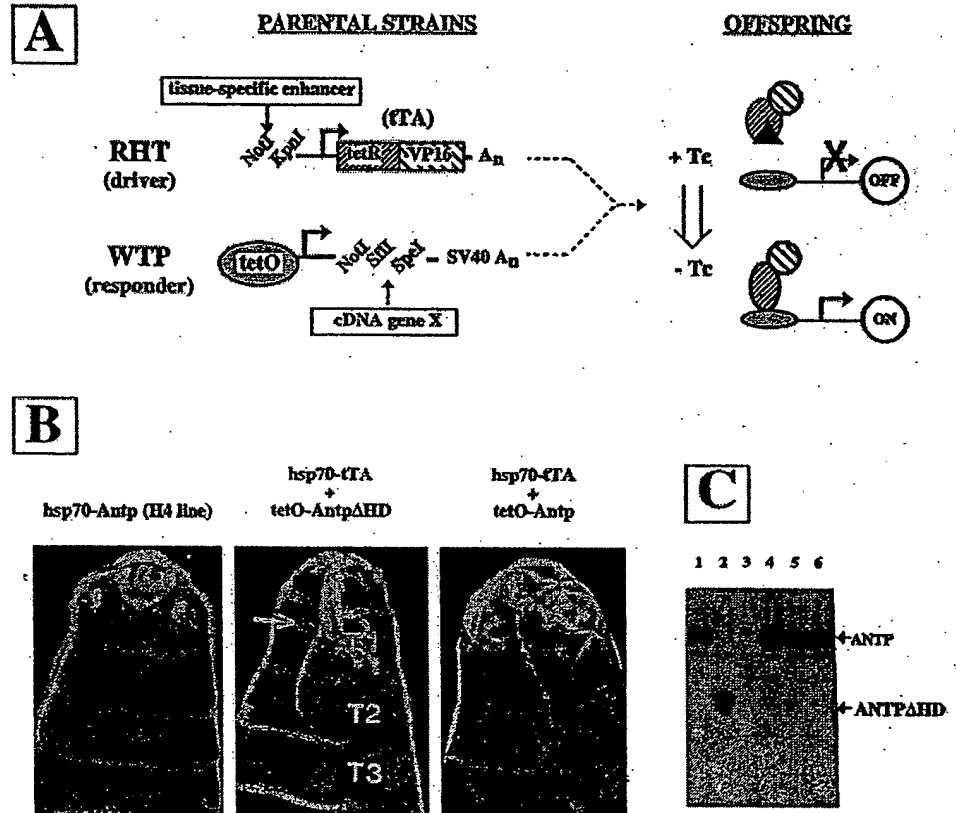 A
PARENTAL STRAINS
OFFSPRING
tissue-specific enhancer
NotI
KpnI
(tTA)
RHT
(driver)
tetR
VP16
An
+ Tc
X
OFF
WTP
(responder)
tetO
NotI
SfiI
SpeI
SV40 An
- Tc
cDNA gene X
ON
B
hsp70-Antp (H4 line)
hsp70-tTA
+
tetO-AntpΔHD
hsp70-tTA
+
tetO-Antp
T2
T3
C
1 2 3 4 5 6
ANTP
ANTPΔHD